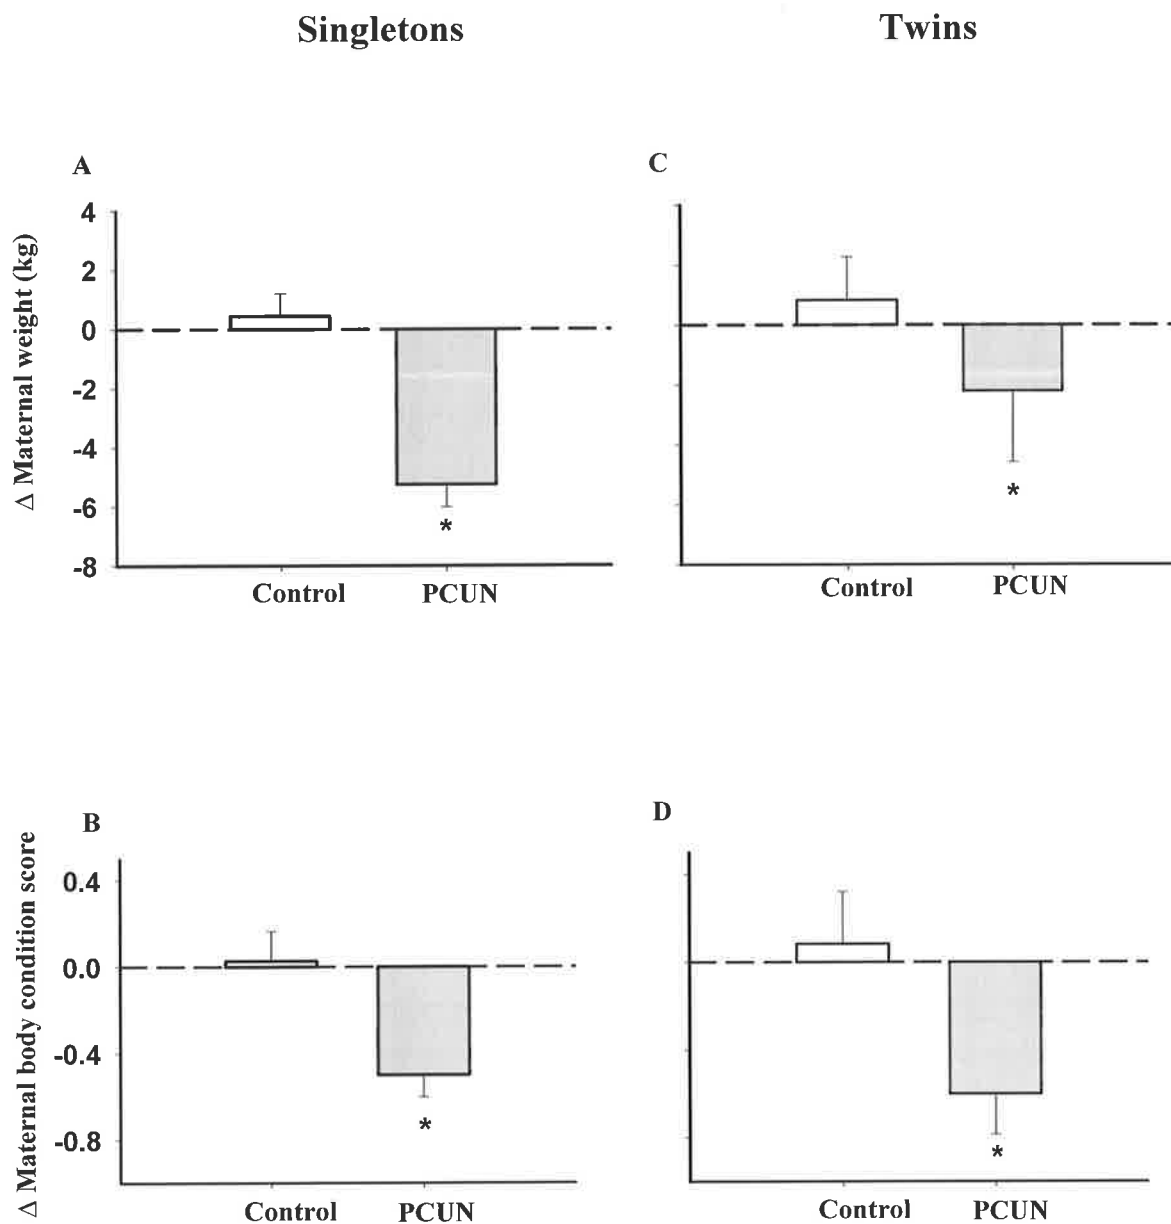 Singletons Twins
A C
Δ Maternal weight (kg)
4
2
0
-2
-4
-6
-8
* *
Control PCUN Control PCUN
B D
Δ Maternal body condition score
0.4
0.0
-0.4
-0.8
* *
Control PCUN Control PCUN